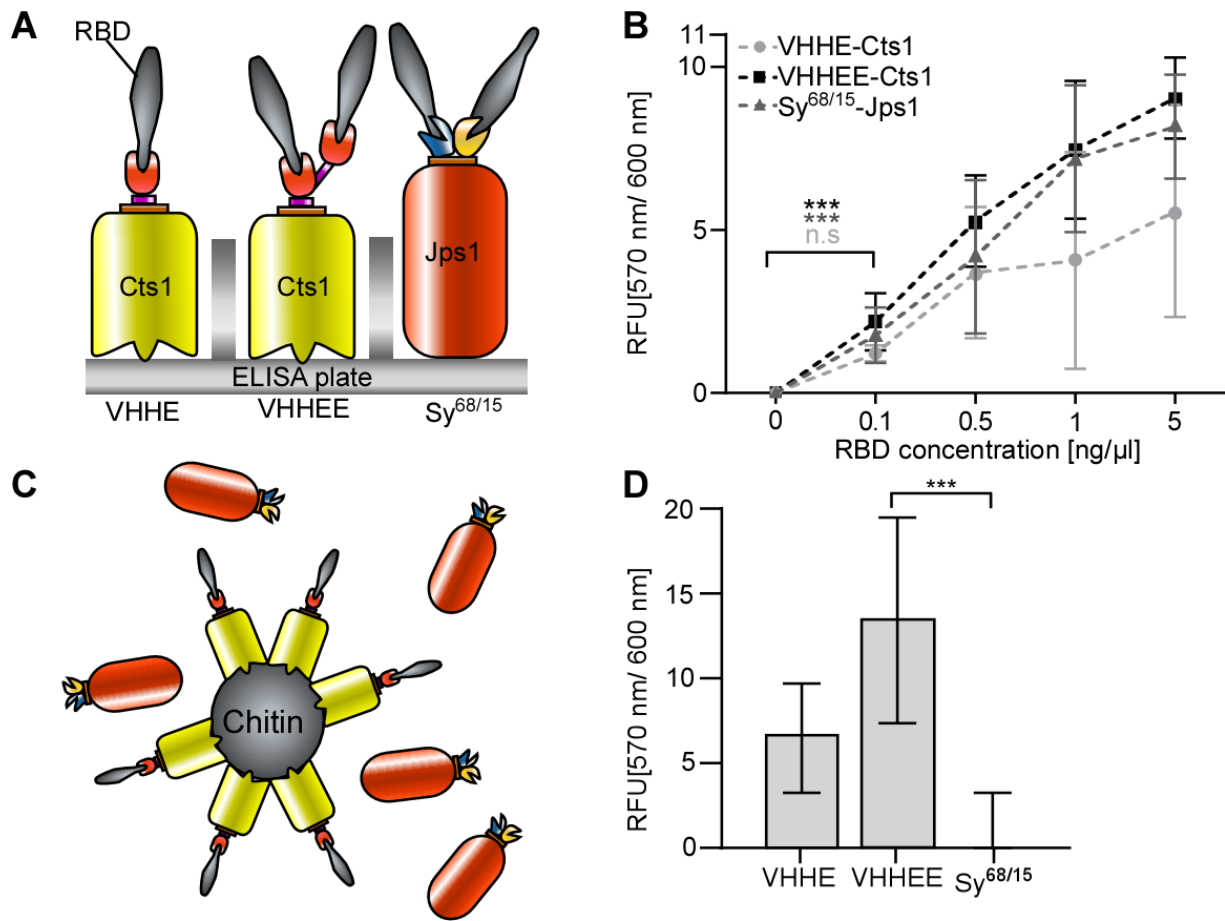 A
RBD
Cts1
Cts1
Jps1
ELISA plate
VHHE
VHHEE
Sy68/15
B
VHHE-Cts1
VHHEE-Cts1
Sy68/15-Jps1
RFU[570 nm/ 600 nm]
11
10
5
0
***
***
n.s
0
0.1
0.5
1
5
RBD concentration [ng/µl]
C
Chitin
D
***
RFU[570 nm/ 600 nm]
20
15
10
5
0
VHHE
VHHEE
Sy68/15